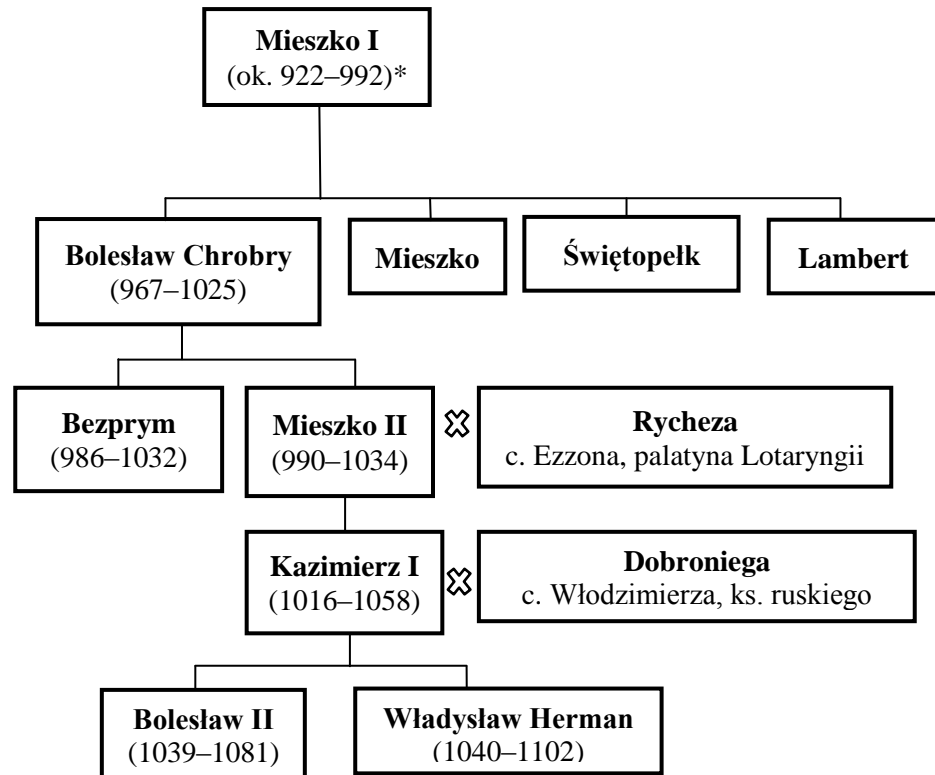 Mieszko I
(ok. 922–992)*
Bolesław Chrobry
(967–1025)
Mieszko
Świętopełk
Lambert
Bezprym
(986–1032)
Mieszko II
(990–1034)
Rycheza
c. Ezzona, palatyna Lotaryngii
Kazimierz I
(1016–1058)
Dobroniega
c. Włodzimierza, ks. ruskiego
Bolesław II
(1039–1081)
Władysław Herman
(1040–1102)